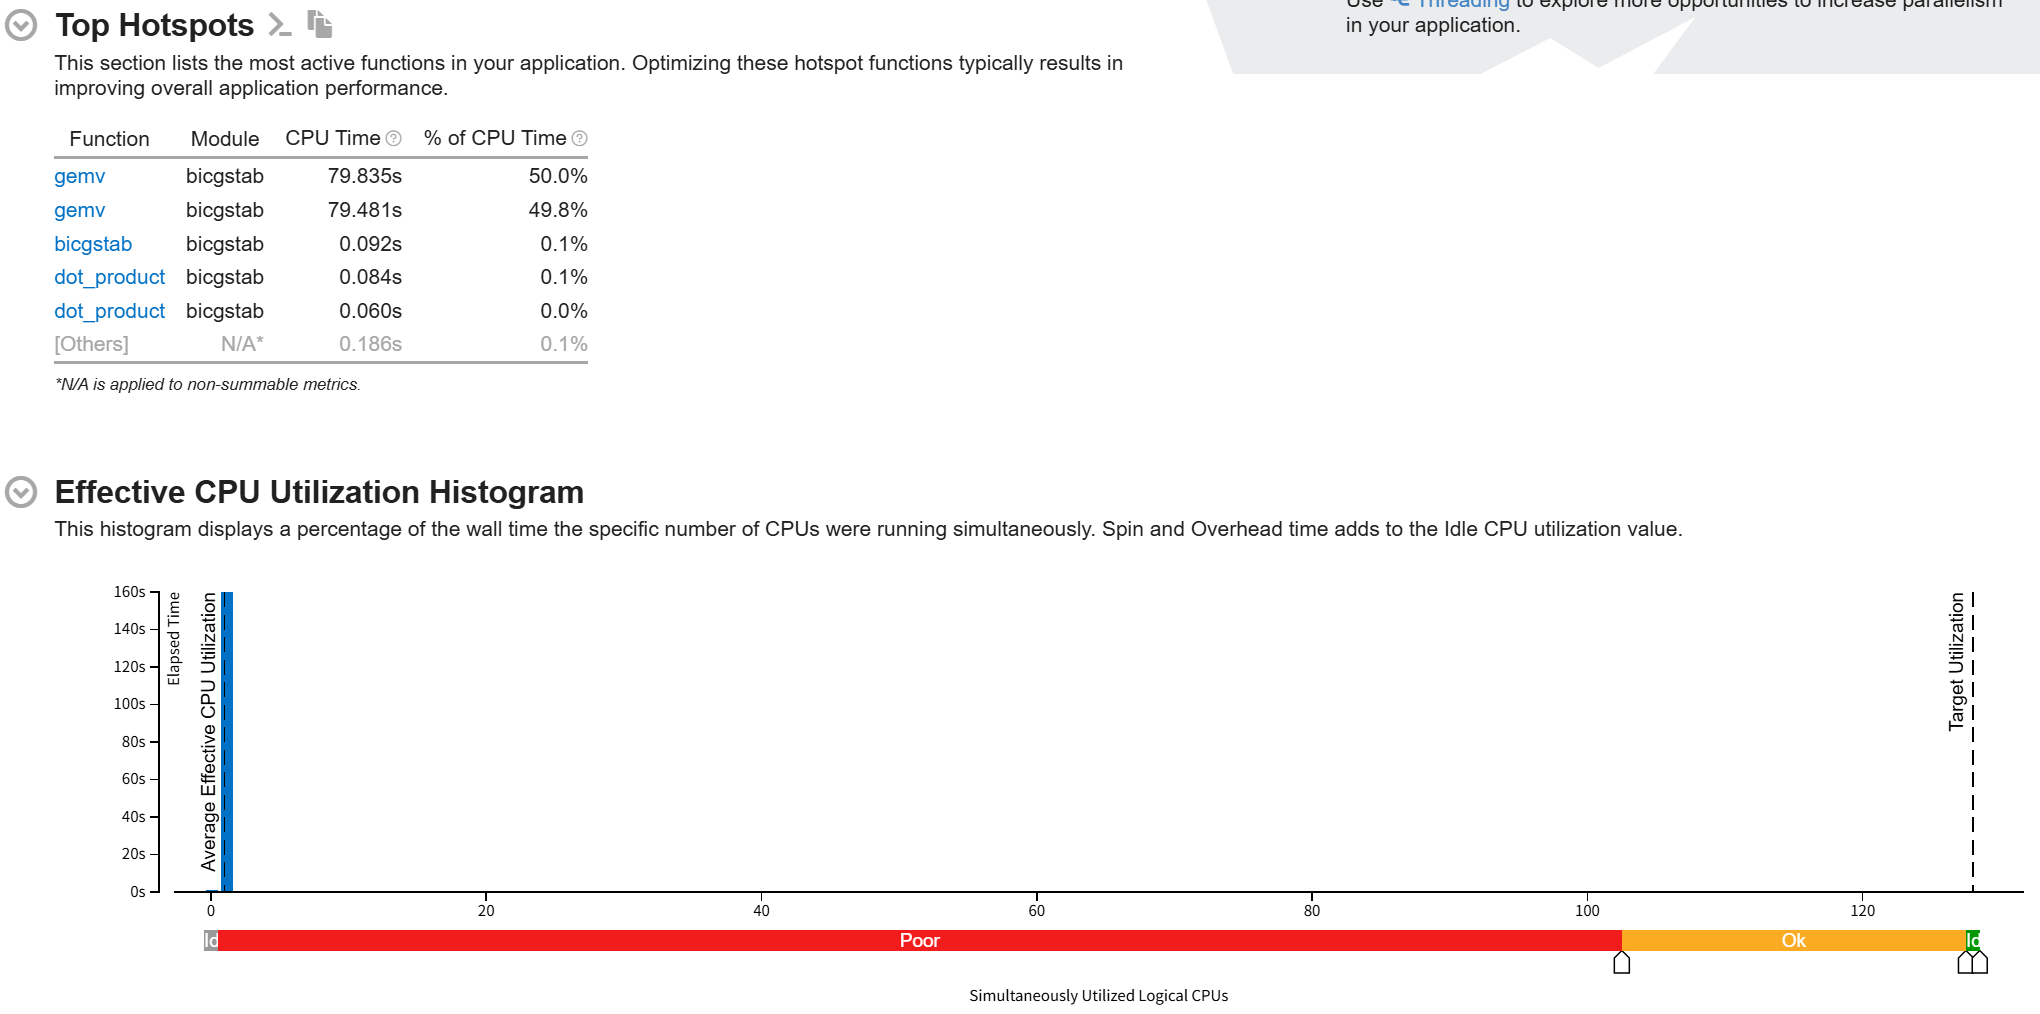 Top Hotspots
This section lists the most active functions in your application. Optimizing these hotspot functions typically results in
improving overall application performance.
Use Threading to explore more opportunities to increase parallelism
in your application.
Function Module CPU Time % of CPU Time
gemv bicgstab 79.835s 50.0%
gemv bicgstab 79.481s 49.8%
bicgstab bicgstab 0.092s 0.1%
dot_product bicgstab 0.084s 0.1%
dot_product bicgstab 0.060s 0.0%
[Others] N/A* 0.186s 0.1%
*N/A is applied to non-summable metrics.
Effective CPU Utilization Histogram
This histogram displays a percentage of the wall time the specific number of CPUs were running simultaneously. Spin and Overhead time adds to the Idle CPU utilization value.
160s
140s
120s
100s
80s
60s
40s
20s
0s
Elapsed Time
Average Effective CPU Utilization
Target Utilization
0 20 40 60 80 100 120
Id Poor Ok Id
Simultaneously Utilized Logical CPUs